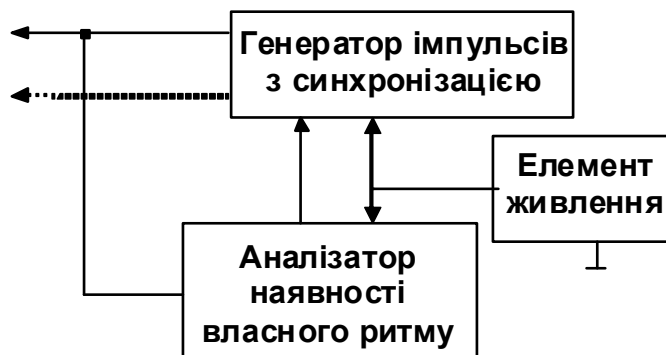 Генератор імпульсів
з синхронізацією
Елемент
живлення
Аналізатор
наявності
власного ритму